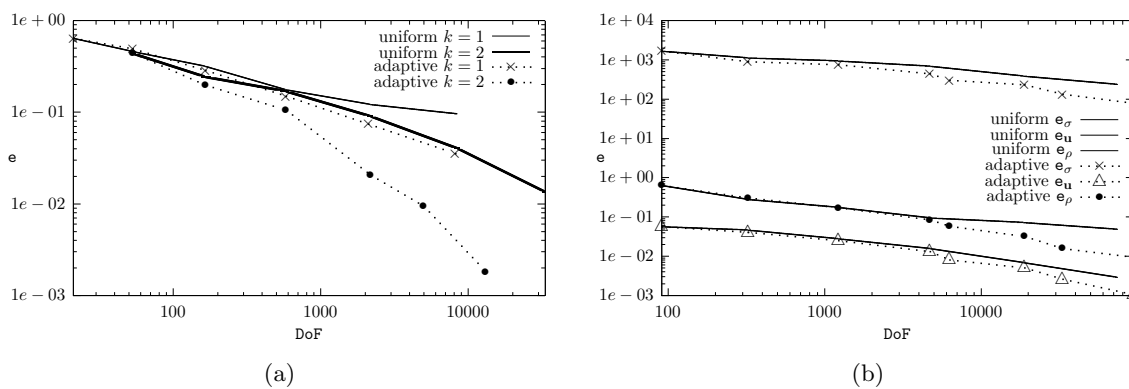 1e + 00
1e − 01
1e − 02
1e − 03
e
100
1000
10000
DoF
uniform k = 1
uniform k = 2
adaptive k = 1
adaptive k = 2
(a)
1e + 04
1e + 03
1e + 02
1e + 01
1e + 00
1e − 01
1e − 02
1e − 03
e
100
1000
10000
DoF
uniform eσ
uniform eu
uniform eρ
adaptive eσ
adaptive eu
adaptive eρ
(b)